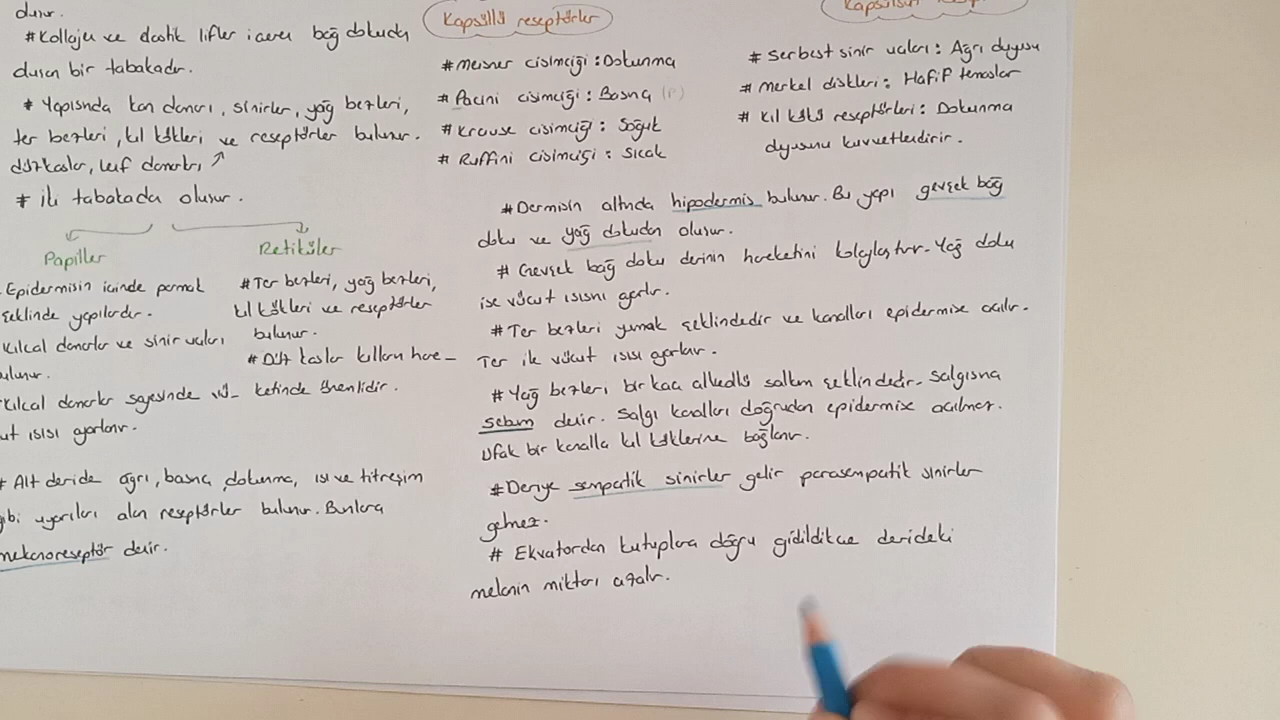 denir.
#Kollajen ve elastik lifler içeren bağ dokudan
oluşan bir tabakadır.
# Yapısında kan damarı, sinirler, yağ bezleri,
ter bezleri, kıl kökleri ve reseptörler bulunur.
düz kaslar, lenf damarları
# İki tabakadan oluşur.
Papiller
Epidermisin içinde parmak
şeklinde yapılardır.
Kılcal damarlar ve sinir uçları
bulunur.
Kılcal damarlar sayesinde vü-
cut ısısı ayarlanır.
Retiküler
#Ter bezleri, yağ bezleri,
kıl kökleri ve reseptörler
bulunur.
# Düz kaslar kılların hare-
ketinde önemlidir.
# Alt deride ağrı, basınç, dokunma, ısı ve titreşim
gibi uyarıları alan reseptörler bulunur. Bunlara
mekanoreseptör denir.
Kapsüllü reseptörler
#Meisner cisimciği : Dokunma
# Pacini cisimciği : Basınç (P)
#Krause cisimciği : Soğuk
# Ruffini cisimciği : Sıcak
Kapsülsüz reseptörler
# Serbest sinir uçları : Ağrı duyusu
# Merkel diskleri : Hafif temaslar
# Kıl kökü reseptörleri : Dokunma
duyusunu kuvvetlendirir.
#Dermisin altında hipodermis bulunur. Bu yapı gevşek bağ
doku ve yağ dokudan oluşur.
# Gevşek bağ doku derinin hareketini kolaylaştırır. Yağ doku
ise vücut ısısını ayarlar.
# Ter bezleri yumak şeklindedir ve kanalları epidermise açılır.
Ter ile vücut ısısı ayarlanır.
#Yağ bezleri birkaç alveollü salkım şeklindedir. Salgısına
sebum denir. Salgı kanalları doğrudan epidermise açılmaz.
Ufak bir kanalla kıl köklerine bağlanır.
#Deriye sempatik sinirler gelir parasempatik sinirler
gelmez.
# Ekvatordan kutuplara doğru gidildikçe derideki
melanin miktarı azalır.